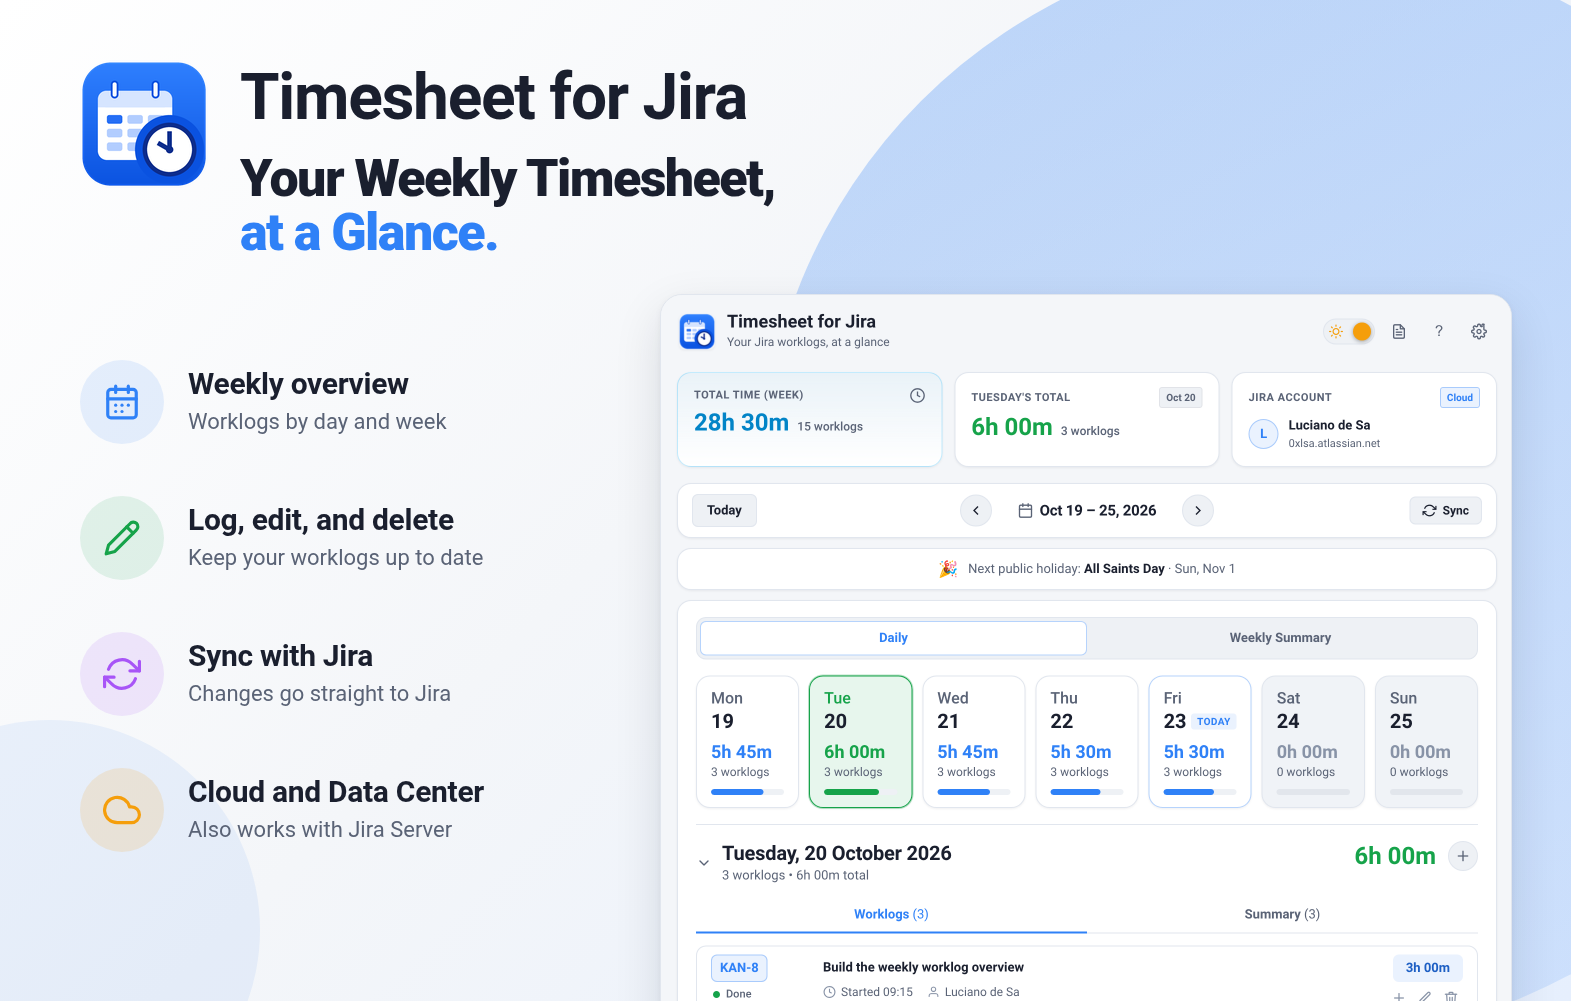 Timesheet for Jira
Your Weekly Timesheet,
at a Glance.
Weekly overview
Worklogs by day and week
Log, edit, and delete
Keep your worklogs up to date
Sync with Jira
Changes go straight to Jira
Cloud and Data Center
Also works with Jira Server
Timesheet for Jira
Your Jira worklogs, at a glance
?
TOTAL TIME (WEEK)
28h 30m 15 worklogs
TUESDAY'S TOTAL Oct 20
6h 00m 3 worklogs
JIRA ACCOUNT Cloud
L
Luciano de Sa
0xlsa.atlassian.net
Today
Oct 19 – 25, 2026
Sync
🎉 Next public holiday: All Saints Day · Sun, Nov 1
Daily
Weekly Summary
Mon
19
5h 45m
3 worklogs
Tue
20
6h 00m
3 worklogs
Wed
21
5h 45m
3 worklogs
Thu
22
5h 30m
3 worklogs
Fri
23 TODAY
5h 30m
3 worklogs
Sat
24
0h 00m
0 worklogs
Sun
25
0h 00m
0 worklogs
Tuesday, 20 October 2026
3 worklogs • 6h 00m total
6h 00m
Worklogs (3)
Summary (3)
KAN-8
Done
Build the weekly worklog overview
Started 09:15 Luciano de Sa
3h 00m